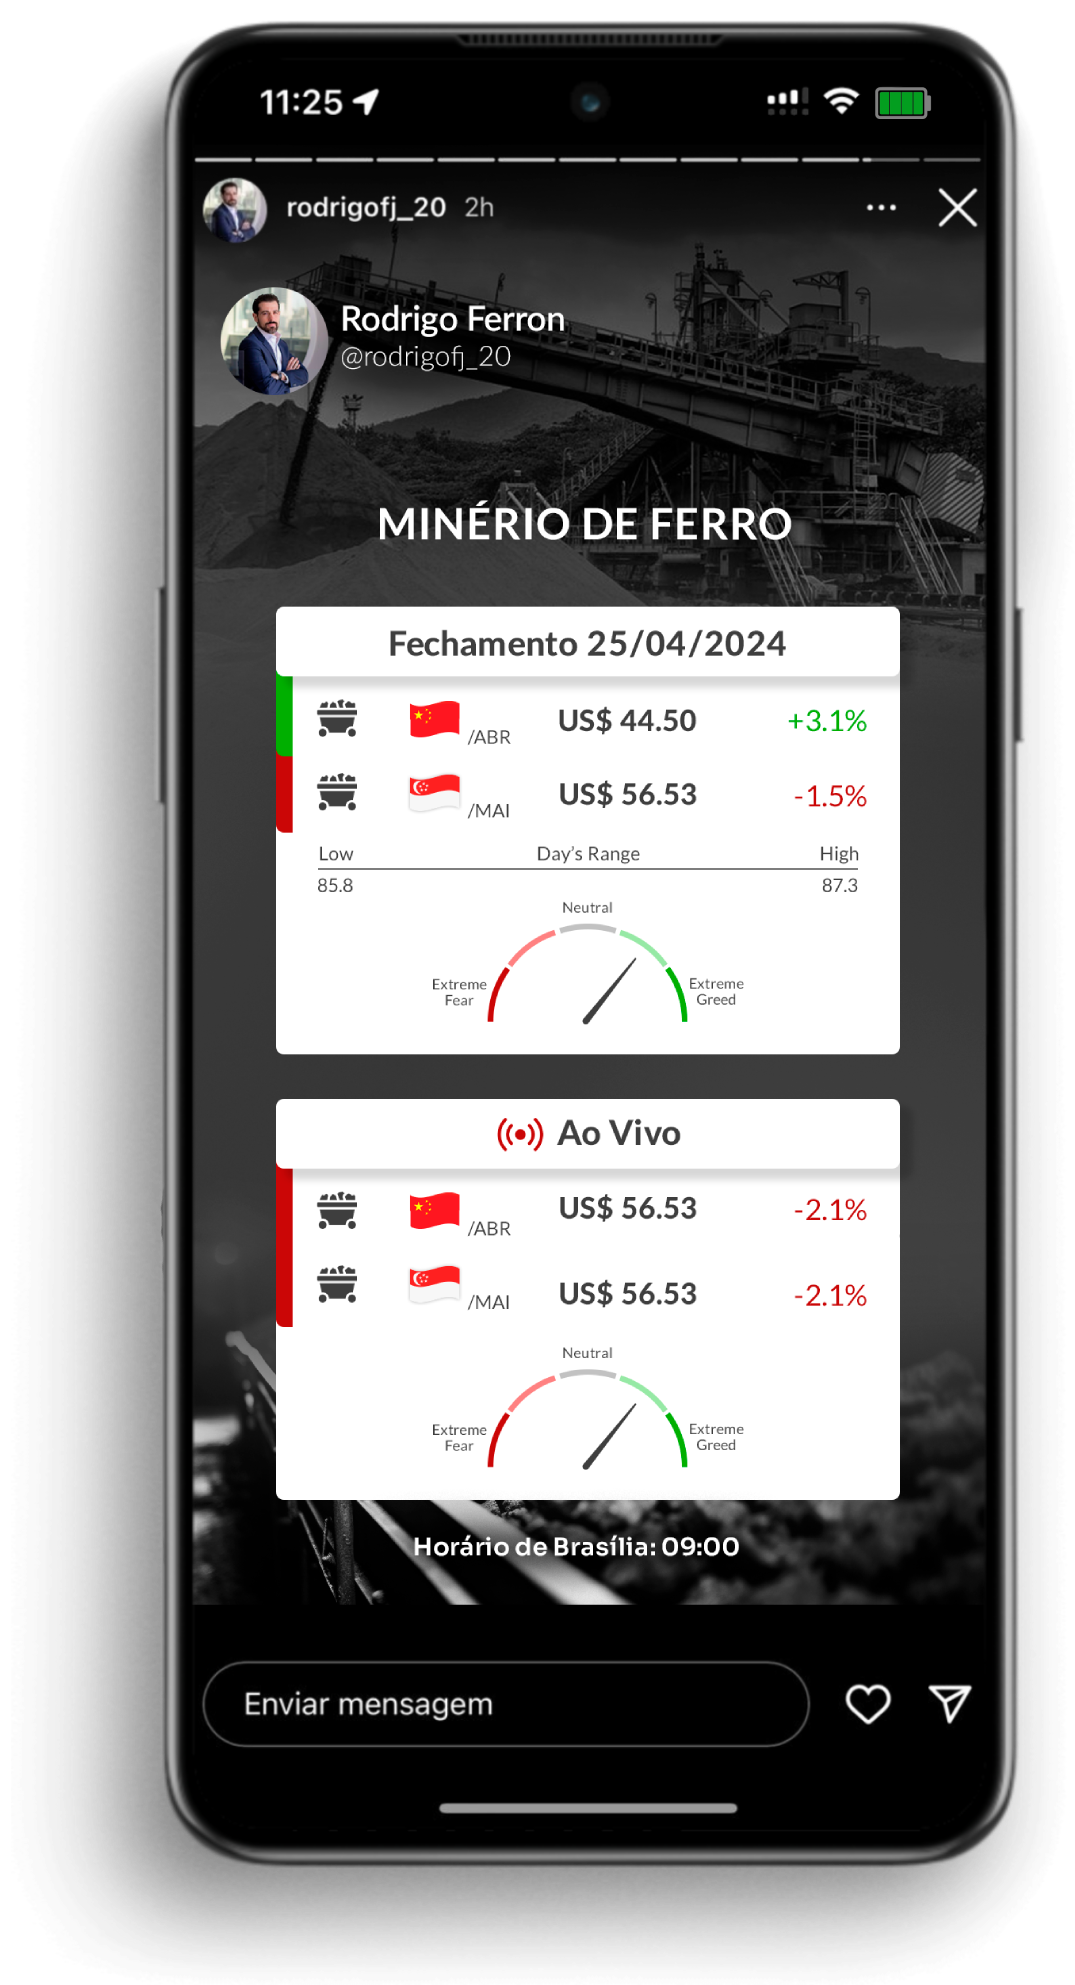 11:25
rodrigofj_20 2h
Rodrigo Ferron
@rodrigofj_20
MINÉRIO DE FERRO
Fechamento 25/04/2024
/ABR US$ 44.50 +3.1%
/MAI US$ 56.53 -1.5%
Low Day's Range High
85.8 87.3
Neutral
Extreme Fear
Extreme Greed
Ao Vivo
/ABR US$ 56.53 -2.1%
/MAI US$ 56.53 -2.1%
Neutral
Extreme Fear
Extreme Greed
Horário de Brasília: 09:00
Enviar mensagem